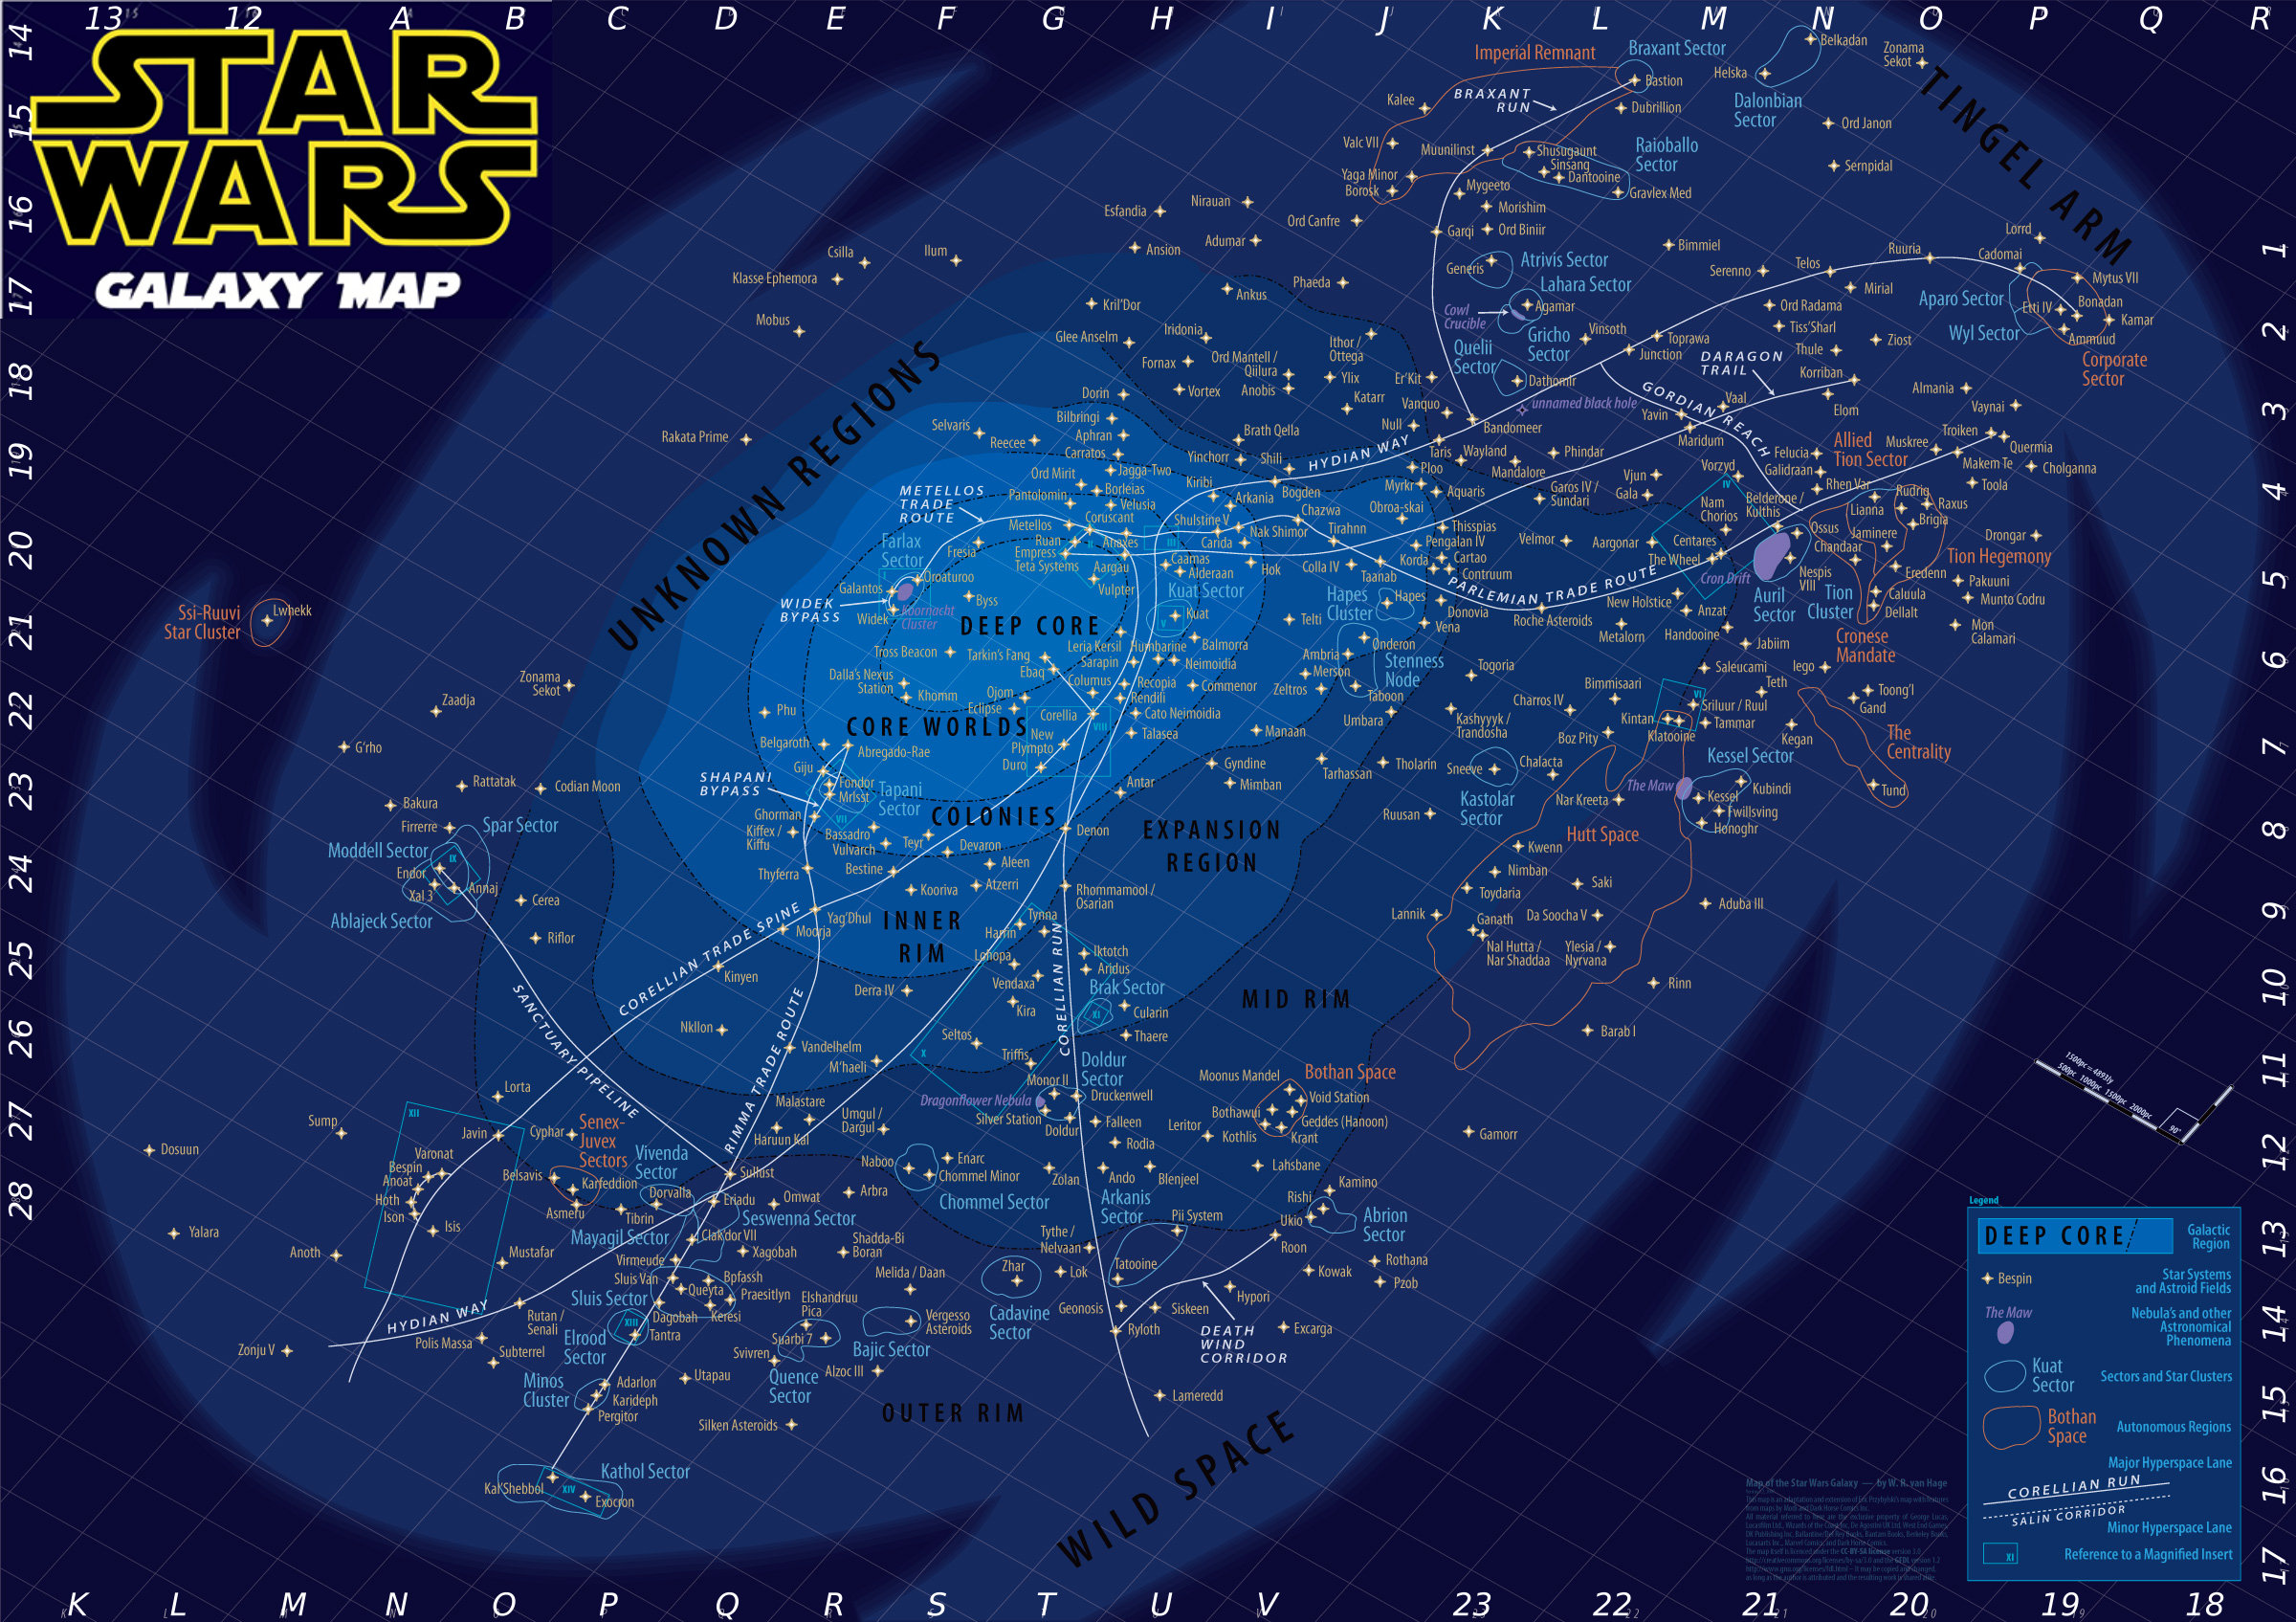 13 12 A B C D E F G H I J K L M N O P Q R
14
15
16
17
18
19
20
21
22
23
24
25
26
27
28
1
2
3
4
5
6
7
8
9
10
11
12
13
14
15
16
17
K L M N O P Q R S T U V 23 22 21 20 19 18
STAR
WARS
GALAXY MAP
Imperial Remnant
Braxant Sector
Bastion
BRAXANT
RUN
Dubrillion
Kalee
Valc VII
Muunilinst
Yaga Minor
Borosk
Shusugaunt
Sinsang
Dantooine
Gravlex Med
Raioballo
Sector
Helska
Belkadan
Dalonbian
Sector
Zonama
Sekot
Ord Janon
Sernpidal
TINGEL ARM
Mygeeto
Morishim
Ord Biniir
Garqi
Ord Canfre
Nirauan
Esfandia
Adumar
Ansion
Ilum
Csilla
Klasse Ephemora
Mobus
Phaeda
Ankus
Kril'Dor
Glee Anselm
Iridonia
Fornax
Ord Mantell /
Qiilura
Anobis
Vortex
Dorin
Ithor /
Ottega
Ylix
Er'Kit
Katarr
Vanquo
Null
Generis
Atrivis Sector
Lahara Sector
Agamar
Cowl
Crucible
Gricho
Sector
Quelii
Sector
Dathomir
unnamed black hole
Bandomeer
Vinsoth
Toprawa
Junction
Bimmiel
Serenno
Telos
Mirial
Ruuria
Lorrd
Cadomai
Mytus VII
Aparo Sector
Etti IV
Bonadan
Kamar
Wyl Sector
Ammuud
Corporate
Sector
Ord Radama
Tiss'Sharl
Thule
Ziost
Korriban
Elom
DARAGON
TRAIL
GORDIAN REACH
Vaal
Yavin
Maridum
Almania
Vaynai
Troiken
Quermia
Muskree
Makem Te
Cholganna
Toola
Allied
Tion Sector
Felucia
Galidraan
Rhen Var
Rudrig
Raxus
Lianna
Brigia
Jaminere
Drongar
Tion Hegemony
Chandaar
Ossus
Eredenn
Pakuuni
Munto Codru
Caluula
Dellalt
Mon
Calamari
Nespis
VIII
Tion
Cluster
Cronese
Mandate
Auril
Sector
Cron Drift
Vorzyd
IV
Nam
Chorios
Belderone /
Kulthis
Centares
The Wheel
Aargonar
Velmor
Vjun
Gala
Garos IV /
Sundari
Phindar
Mandalore
Wayland
Taris
Ploo
Myrkr
Aquaris
Obroa-skai
Thisspias
Pengalan IV
Cartao
Contruum
Korda
Taanab
Colla IV
Tirahnn
Chazwa
Bogden
HYDIAN WAY
Brath Qella
Yinchorr
Shili
Kiribi
Arkania
Shulstine V
Nak Shimor
Carida
Hok
PARLEMIAN TRADE ROUTE
New Holstice
Anzat
Roche Asteroids
Metalorn
Handooine
Jabiim
Saleucami
Iego
Teth
Toong'l
Gand
Kegan
The
Centrality
Tund
Bimmisaari
VI
Sriluur / Ruul
Kintan
Klatooine
Tammar
Charros IV
Boz Pity
Togoria
Kashyyyk /
Trandosha
Donovia
Vena
Hapes
Cluster
Hapes
Telti
Onderon
Ambria
Merson
Zeltros
Taboon
Stenness
Node
Umbara
Manaan
Tarhassan
Tholarin
Gyndine
Mimban
Kessel Sector
The Maw
Kessel
Kubindi
Fwillsving
Honoghr
Sneeve
Chalacta
Kastolar
Sector
Nar Kreeta
Hutt Space
Ruusan
Kwenn
Nimban
Toydaria
Saki
Lannik
Ganath
Da Soocha V
Nal Hutta /
Nar Shaddaa
Ylesia /
Nyrvana
Aduba III
Rinn
Barab I
Gamorr
Rakata Prime
UNKNOWN REGIONS
Selvaris
Reecee
Bilbringi
Aphran
Carratos
Jagga-Two
Ord Mirit
Borleias
Pantolomin
Velusia
METELLOS
TRADE
ROUTE
Metellos
Coruscant
Ruan
Anaxes
Empress
Teta Systems
Aargau
Vulpter
II
III
Caamas
Alderaan
Kuat Sector
Kuat
V
Fresia
Farlax
Sector
I
Oroaturoo
Galantos
Widek
Koornacht
Cluster
WIDEK
BYPASS
Byss
DEEP CORE
Tross Beacon
Tarkin's Fang
Ebaq
Leria Kersil
Sarapin
Humbarine
Balmorra
Neimoidia
Columus
Recopia
Commenor
Rendili
Dalla's Nexus
Station
Khomm
Ojom
Eclipse
Corellia
VIII
Cato Neimoidia
Talasea
New
Plympto
Duro
CORE WORLDS
Phu
Belgaroth
Abregado-Rae
Giju
Fondor
Mrlsst
Tapani
Sector
VII
SHAPANI
BYPASS
Ghorman
Kiffex /
Kiffu
Bassadro
Vulvarch
Teyr
Devaron
COLONIES
Denon
Antar
EXPANSION
REGION
Thyferra
Bestine
Kooriva
Aleen
Atzerri
Rhommamool /
Osarian
Yag'Dhul
Moorja
INNER
RIM
Tynna
Harrin
Lonopa
Vendaxa
Kira
Iktotch
Aridus
Brak Sector
XI
Cularin
Thaere
MID RIM
CORELLIAN RUN
CORELLIAN TRADE SPINE
Kinyen
Nkllon
Derra IV
Seltos
X
Triffis
Vandelhelm
M'haeli
RIMMA TRADE ROUTE
SANCTUARY PIPELINE
Ssi-Ruuvi
Star Cluster
Lwhekk
Zonama
Sekot
Zaadja
G'rho
Rattatak
Codian Moon
Bakura
Firrerre
Spar Sector
Moddell Sector
IX
Endor
Xal 3
Annaj
Ablajeck Sector
Cerea
Riflor
Doldur
Sector
Monor II
Druckenwell
Dragonflower Nebula
Silver Station
Doldur
Falleen
Rodia
Moonus Mandel
Bothan Space
Void Station
Bothawui
Geddes (Hanoon)
Kothlis
Krant
Leritor
Lahsbane
Malastare
Umgul /
Dargul
Haruun Kal
Lorta
Javin
Sump
Dosuun
Yalara
Anoth
XII
Varonat
Bespin
Anoat
Hoth
Ison
Isis
Mustafar
Cyphar
Senex-
Juvex
Sectors
Belsavis
Karfeddion
Asmeru
Vivenda
Sector
Dorvalla
Tibrin
Sullust
Eriadu
Omwat
Seswenna Sector
Mayagil Sector
Clak'dor VII
Virmeude
Xagobah
Arbra
Naboo
Enarc
Chommel Minor
Chommel Sector
Zolan
Ando
Blenjeel
Arkanis
Sector
Pii System
Kamino
Rishi
Ukio
Abrion
Sector
Roon
Rothana
Kowak
Pzob
Tythe /
Nelvaan
Tatooine
Lok
Zhar
Cadavine
Sector
Geonosis
Siskeen
Hypori
Excarga
Ryloth
DEATH
WIND
CORRIDOR
Lameredd
Shadda-Bi
Boran
Melida / Daan
Vergesso
Asteroids
Bajic Sector
Sluis Van
Bpfassh
Queyta
Praesitlyn
Sluis Sector
Dagobah
Keresi
Elshandruu
Pica
Suarbi 7
Svivren
Quence
Sector
Alzoc III
HYDIAN WAY
Rutan /
Senali
Polis Massa
Subterrel
Zonju V
Elrood
Sector
XIII
Tantra
Minos
Cluster
Adarlon
Karideph
Pergitor
Utapau
Silken Asteroids
OUTER RIM
WILD SPACE
Kathol Sector
Kal'Shebbol
XIV
Exocron
1500pc=4893ly
500pc 1000pc 1500pc 2000pc
90°
Legend
DEEP CORE
Galactic
Region
Bespin
Star Systems
and Astroid Fields
The Maw
Nebula's and other
Astronomical
Phenomena
Kuat
Sector
Sectors and Star Clusters
Bothan
Space
Autonomous Regions
Major Hyperspace Lane
CORELLIAN RUN
SALIN CORRIDOR
Minor Hyperspace Lane
XI
Reference to a Magnified Insert
Map of the Star Wars Galaxy — by W. R. van Hage